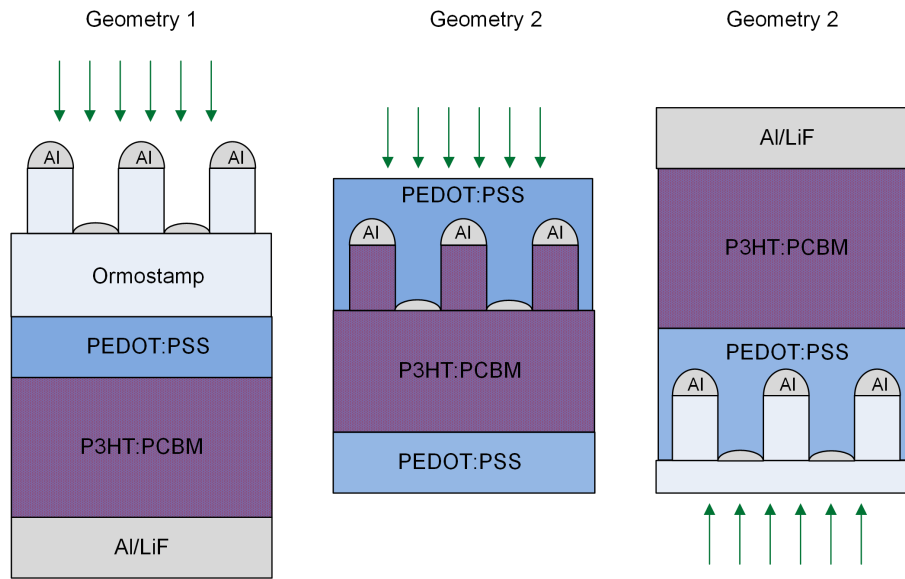 Geometry 1
Al
Al
Al
Ormostamp
PEDOT:PSS
P3HT:PCBM
Al/LiF
Geometry 2
PEDOT:PSS
Al
Al
Al
P3HT:PCBM
PEDOT:PSS
Geometry 2
Al/LiF
P3HT:PCBM
PEDOT:PSS
Al
Al
Al